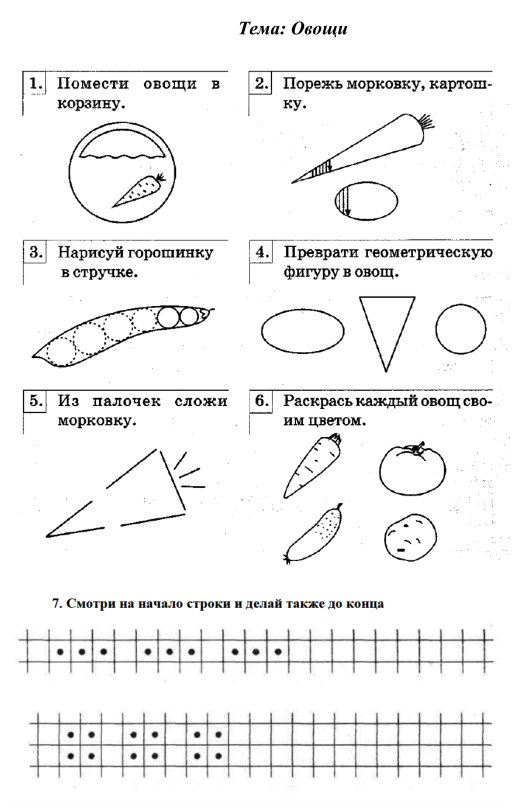 Тема: Овощи
1. Помести овощи в
корзину.
2. Порежь морковку, картош-
ку.
3. Нарисуй горошинку
в стручке.
4. Преврати геометрическую
фигуру в овощ.
5. Из палочек сложи
морковку.
6. Раскрась каждый овощ сво-
им цветом.
7. Смотри на начало строки и делай также до конца